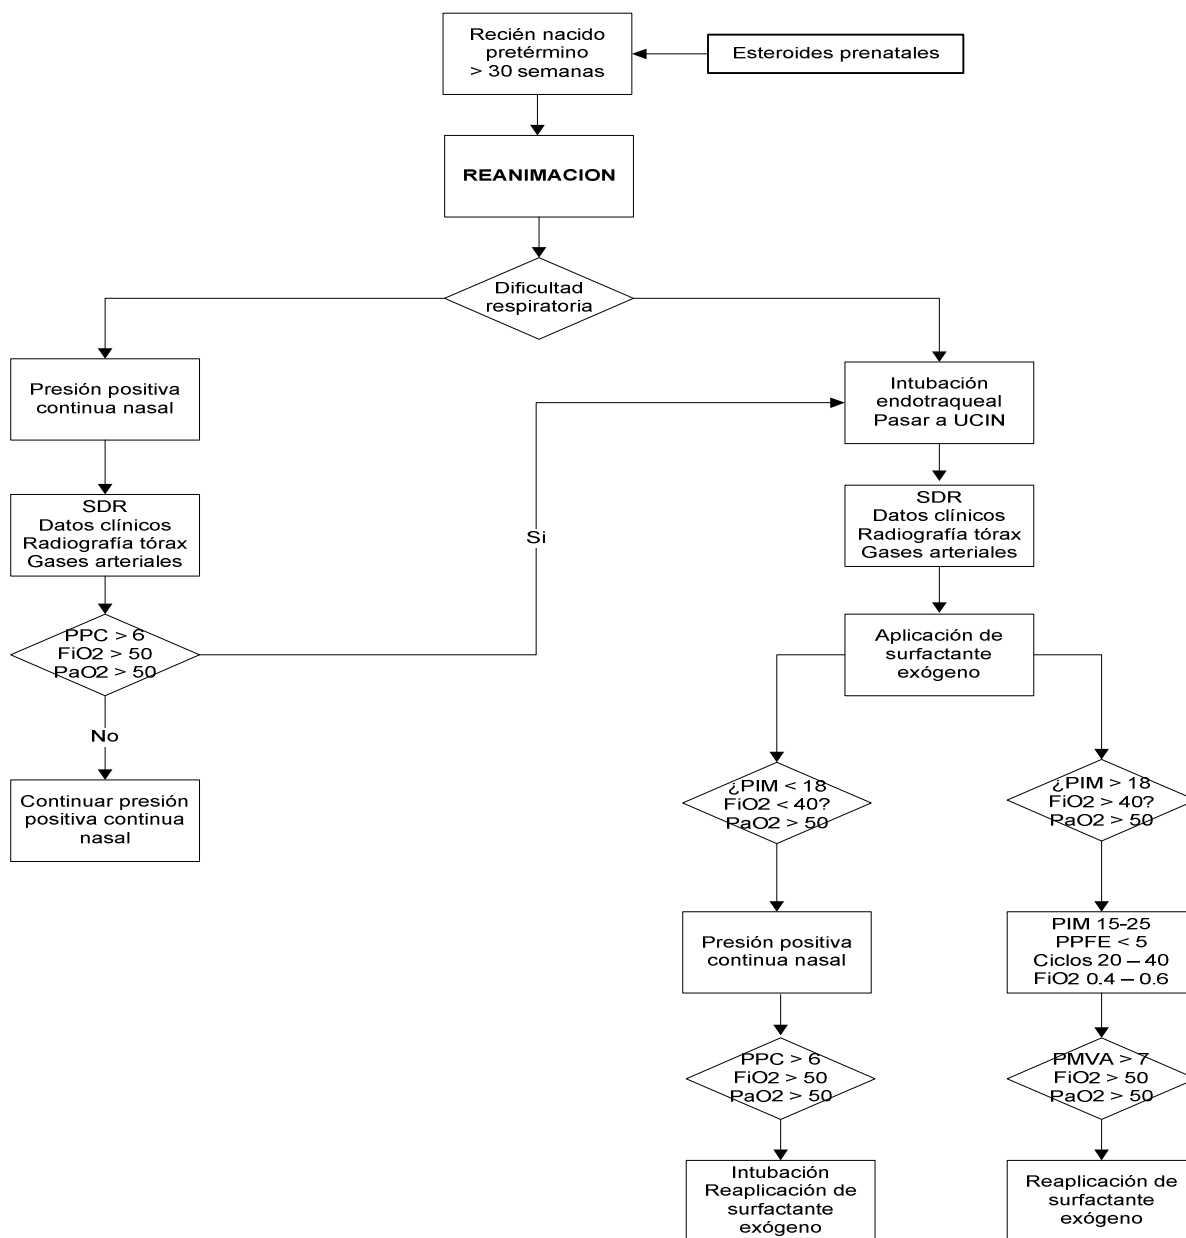 Recién nacido
pretérmino
> 30 semanas
Esteroides prenatales
REANIMACION
Dificultad
respiratoria
Presión positiva
continua nasal
Intubación
endotraqueal
Pasar a UCIN
SDR
Datos clínicos
Radiografía tórax
Gases arteriales
SDR
Datos clínicos
Radiografía tórax
Gases arteriales
Si
PPC > 6
FiO2 > 50
PaO2 > 50
Aplicación de
surfactante
exógeno
No
Continuar presión
positiva continua
nasal
¿PIM < 18
FiO2 < 40?
PaO2 > 50
¿PIM > 18
FiO2 > 40?
PaO2 > 50
Presión positiva
continua nasal
PIM 15-25
PPFE < 5
Ciclos 20 – 40
FiO2 0.4 – 0.6
PPC > 6
FiO2 > 50
PaO2 > 50
PMVA > 7
FiO2 > 50
PaO2 > 50
Intubación
Reaplicación de
surfactante
exógeno
Reaplicación de
surfactante
exógeno